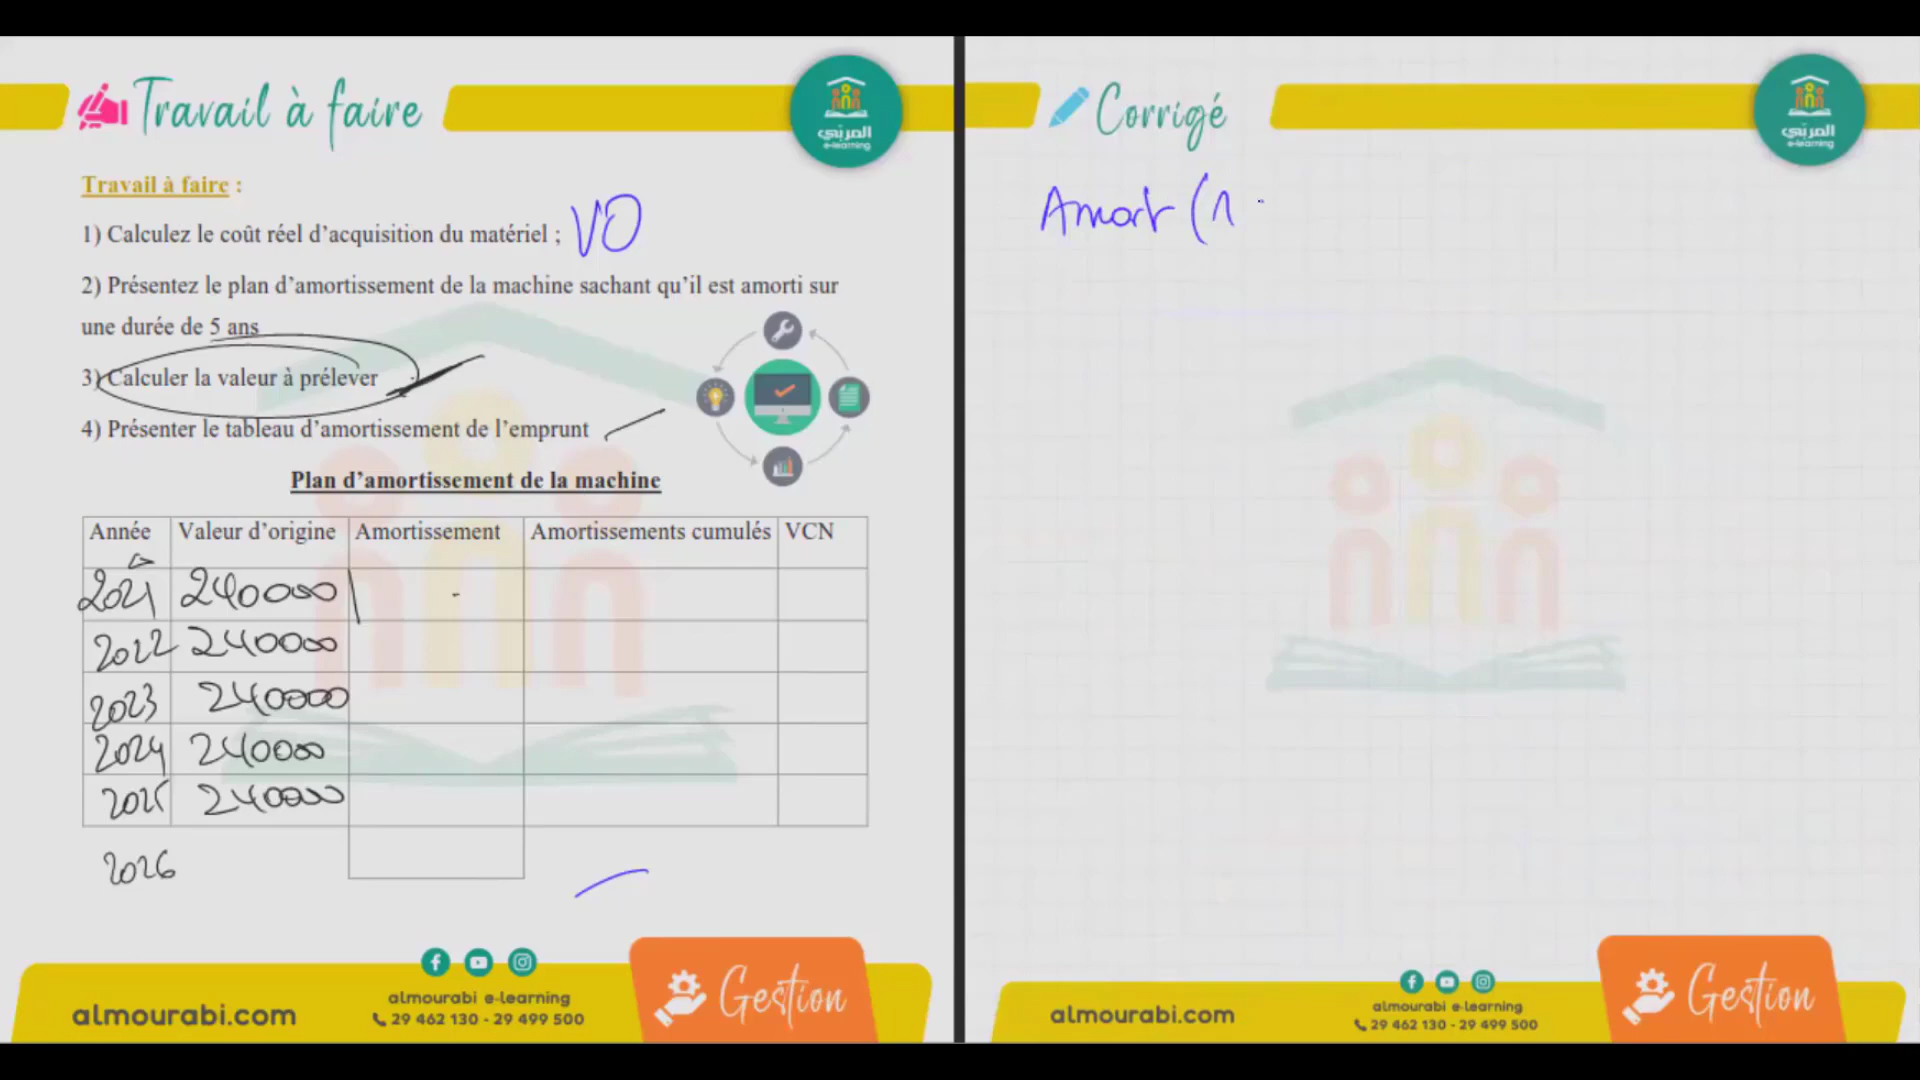 Travail à faire
المربّي
e-learning
Travail à faire :
1) Calculez le coût réel d'acquisition du matériel ; VO
2) Présentez le plan d'amortissement de la machine sachant qu'il est amorti sur
une durée de 5 ans
3) Calculer la valeur à prélever
4) Présenter le tableau d'amortissement de l'emprunt
Plan d'amortissement de la machine
Année Valeur d'origine Amortissement Amortissements cumulés VCN
2021 240000
2022 240000
2023 240000
2024 240000
2025 240000
2026
almourabi.com
almourabi e-learning
29 462 130 - 29 499 500
Gestion
Corrigé
المربّي
e-learning
Amort (1
almourabi.com
almourabi e-learning
29 462 130 - 29 499 500
Gestion